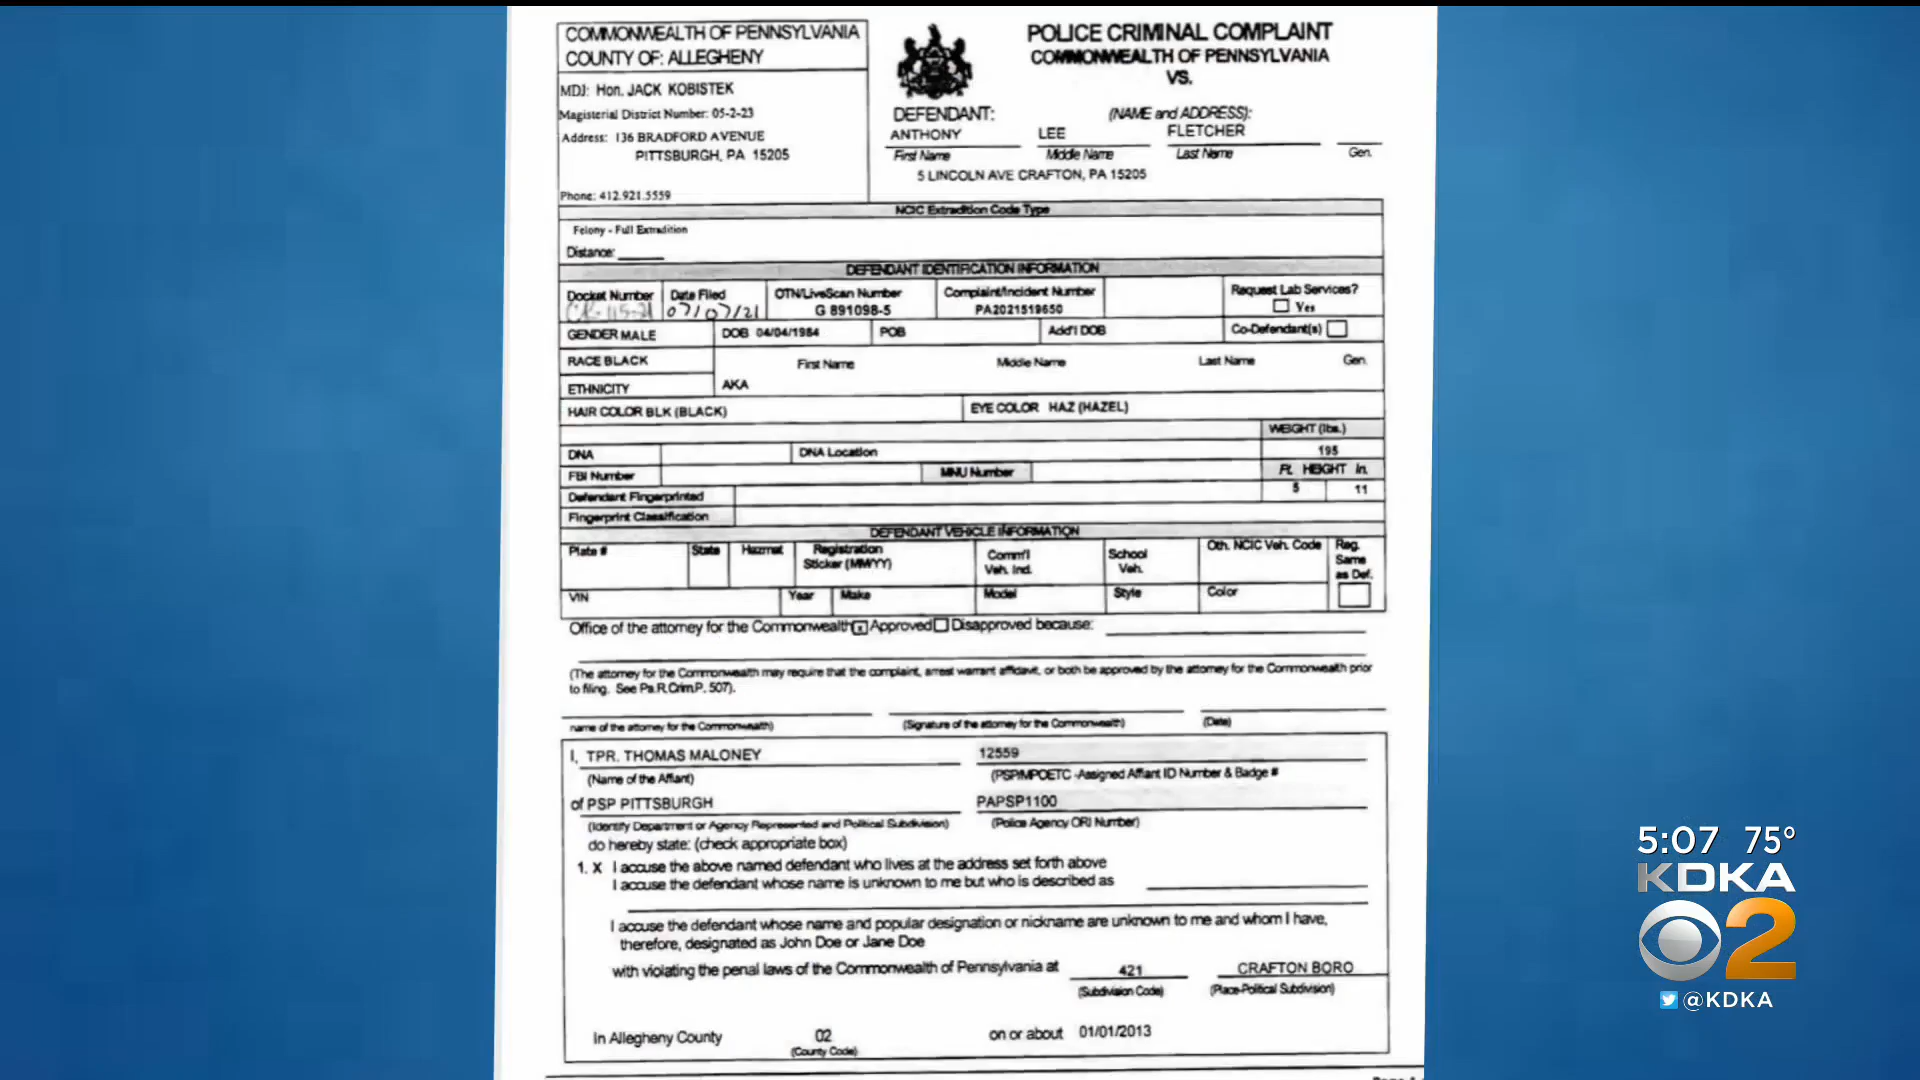 COMMONWEALTH OF PENNSYLVANIA
COUNTY OF: ALLEGHENY
MDJ: Hon. JACK KOBISTEK
Magisterial District Number: 05-2-23
Address: 136 BRADFORD AVENUE
PITTSBURGH, PA 15205
Phone: 412.921.5559
POLICE CRIMINAL COMPLAINT
COMMONWEALTH OF PENNSYLVANIA
VS.
DEFENDANT: (NAME and ADDRESS):
ANTHONY LEE FLETCHER
First Name Middle Name Last Name Gen.
5 LINCOLN AVE CRAFTON, PA 15205
NCIC Extradition Code Type
Felony - Full Extradition
Distance:
DEFENDANT IDENTIFICATION INFORMATION
Docket Number Date Filed OTN/LiveScan Number Complaint/Incident Number Request Lab Services?
CR-115-21 07/07/21 G 891098-5 PA2021519650 Yes
GENDER MALE DOB 04/04/1984 POB Add'l DOB Co-Defendant(s)
RACE BLACK First Name Middle Name Last Name Gen.
ETHNICITY AKA
HAIR COLOR BLK (BLACK) EYE COLOR HAZ (HAZEL)
WEIGHT (lbs.)
DNA DNA Location 195
FBI Number MNU Number Ft. HEIGHT In.
Defendant Fingerprinted 5 11
Fingerprint Classification
DEFENDANT VEHICLE INFORMATION
Plate # State Hazmat Registration Sticker (MM/YY) Comm'l Veh. Ind. School Veh. Oth. NCIC Veh. Code Reg. Same as Def.
VIN Year Make Model Style Color
Office of the attorney for the Commonwealth x Approved Disapproved because:
(The attorney for the Commonwealth may require that the complaint, arrest warrant affidavit, or both be approved by the attorney for the Commonwealth prior
to filing. See Pa.R.Crim.P. 507).
name of the attorney for the Commonwealth) (Signature of the attorney for the Commonwealth) (Date)
I, TPR. THOMAS MALONEY 12559
(Name of the Affiant) (PSP/MPOETC -Assigned Affiant ID Number & Badge #
of PSP PITTSBURGH PAPSP1100
(Identify Department or Agency Represented and Political Subdivision) (Police Agency ORI Number)
do hereby state: (check appropriate box)
1. X I accuse the above named defendant who lives at the address set forth above
I accuse the defendant whose name is unknown to me but who is described as
I accuse the defendant whose name and popular designation or nickname are unknown to me and whom I have,
therefore, designated as John Doe or Jane Doe
with violating the penal laws of the Commonwealth of Pennsylvania at 421 CRAFTON BORO
(Subdivision Code) (Place-Political Subdivision)
In Allegheny County 02 on or about 01/01/2013
(County Code)
5:07 75°
KDKA
2
@KDKA